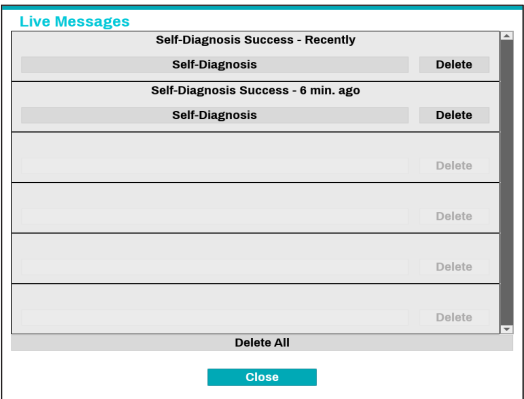 Live Messages
Self-Diagnosis Success - Recently
Self-Diagnosis Delete
Self-Diagnosis Success - 6 min. ago
Self-Diagnosis Delete
Delete
Delete
Delete
Delete
Delete All
Close